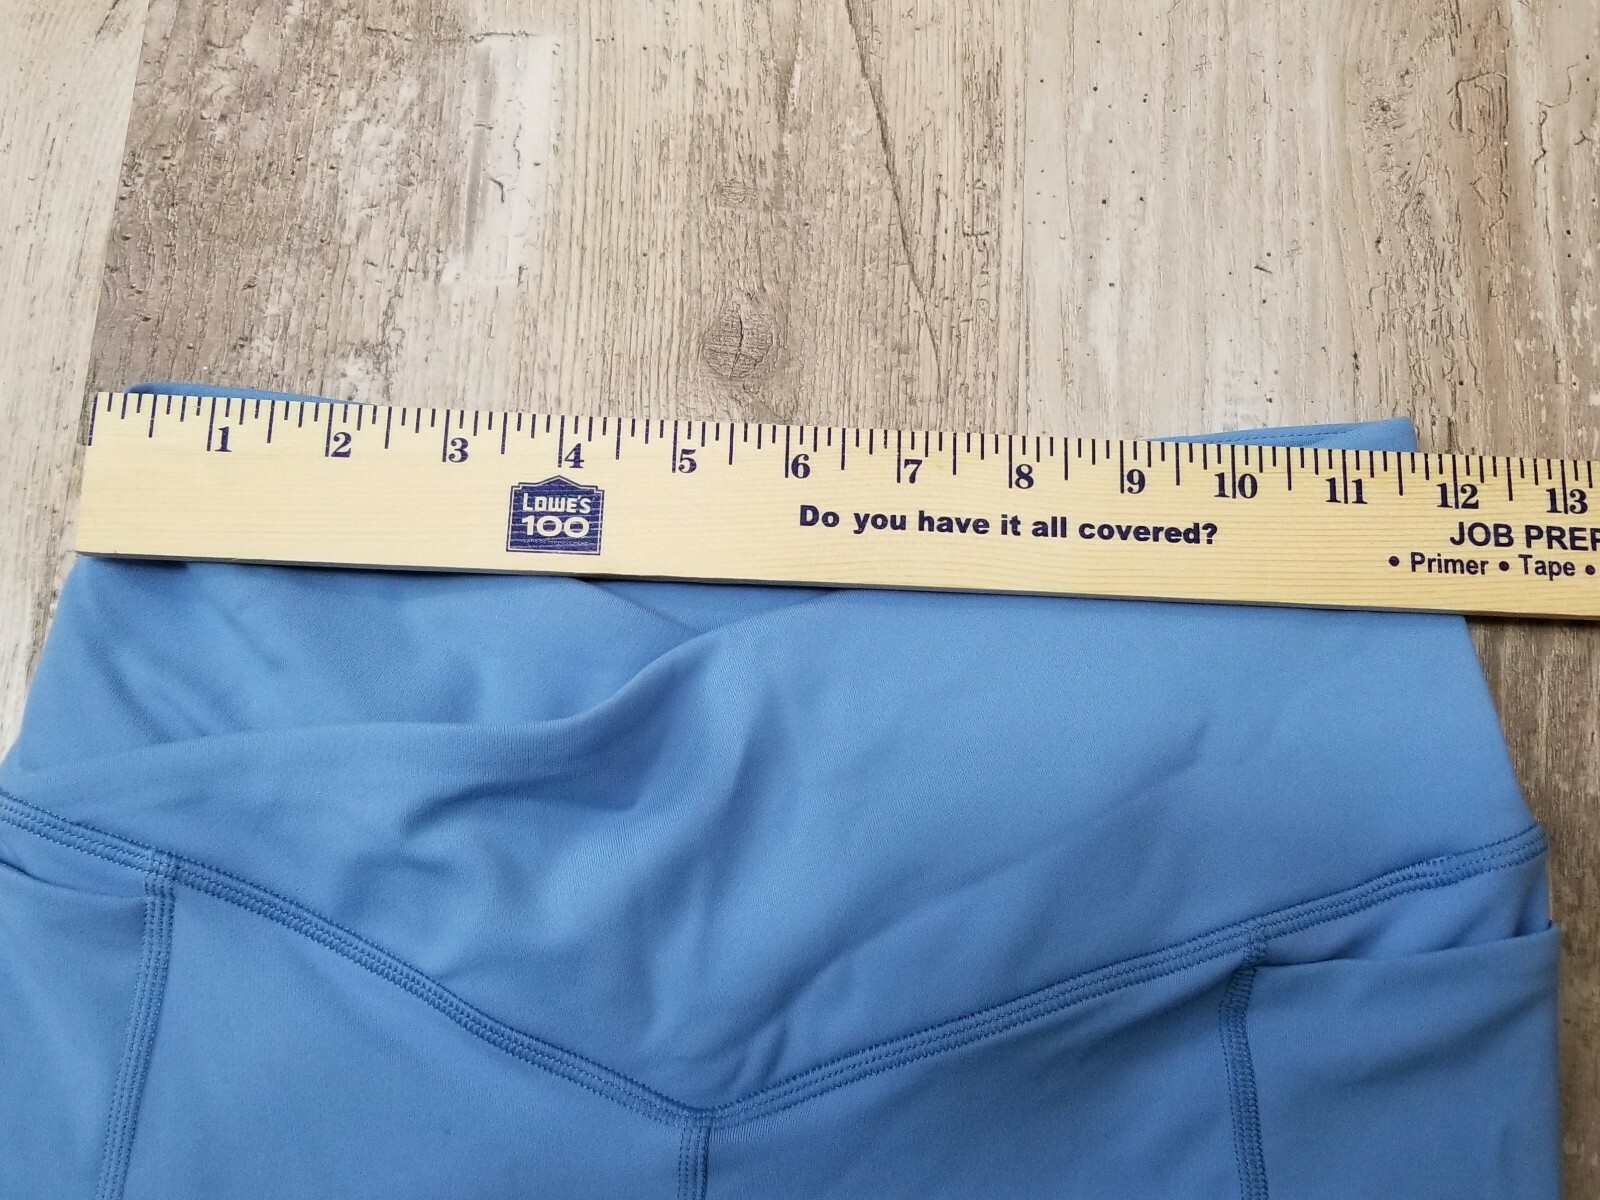 1 2 3 4 5 6 7 8 9 10 11 12 13
LOWE'S
100
Do you have it all covered?
JOB PREP
• Primer • Tape •